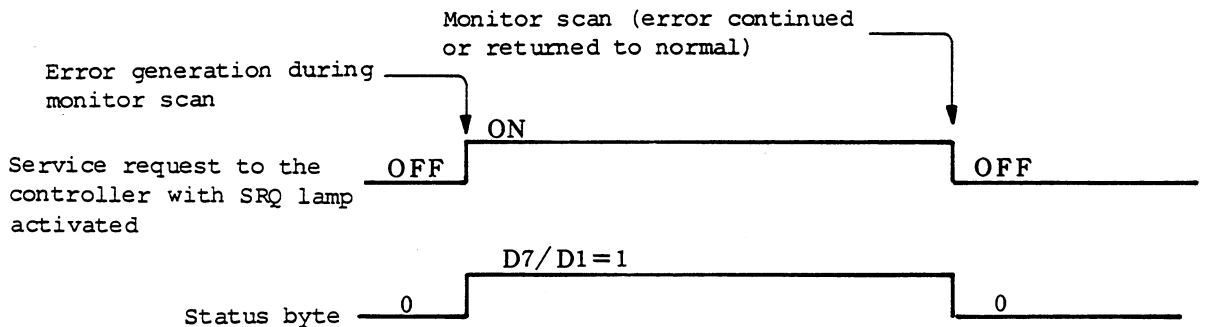 Monitor scan (error continued
or returned to normal)
Error generation during
monitor scan
ON
Service request to the
controller with SRQ lamp
activated
OFF
OFF
D7/D1=1
Status byte
0
0